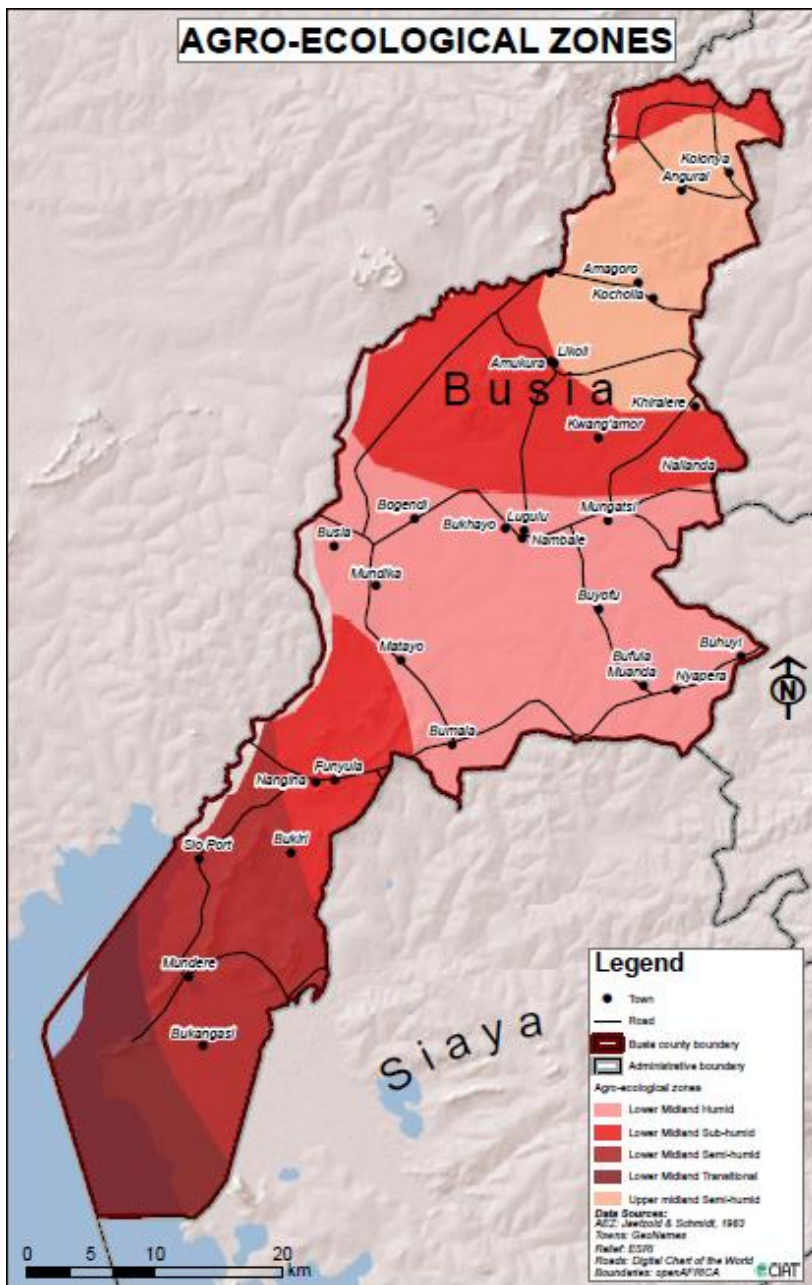 AGRO-ECOLOGICAL ZONES
Kolonya
Angurai
Amagoro
Kocholia
Likoli
Amukura
Busia
Khiralere
Kwang'amor
Nailanda
Bogendi
Bukhayo
Lugulu
Mungatsi
Busia
Nambale
Mundika
Buyofu
Matayo
Bufula
Buhuyi
Muanda
Nyapera
N
Bumala
Funyula
Nangina
Sio Port
Bukiri
Mundere
Bukangasi
Siaya
Legend
Town
Road
Busia county boundary
Administrative boundary
Agro-ecological zones
Lower Midland Humid
Lower Midland Sub-humid
Lower Midland Semi-humid
Lower Midland Transitional
Upper midland Semi-humid
Data Sources:
AEZ: Jaetzold & Schmidt, 1983
Towns: GeoNames
Relief: ESRI
Roads: Digital Chart of the World
Boundaries: openAFRICA
CIAT
0 5 10 20
km